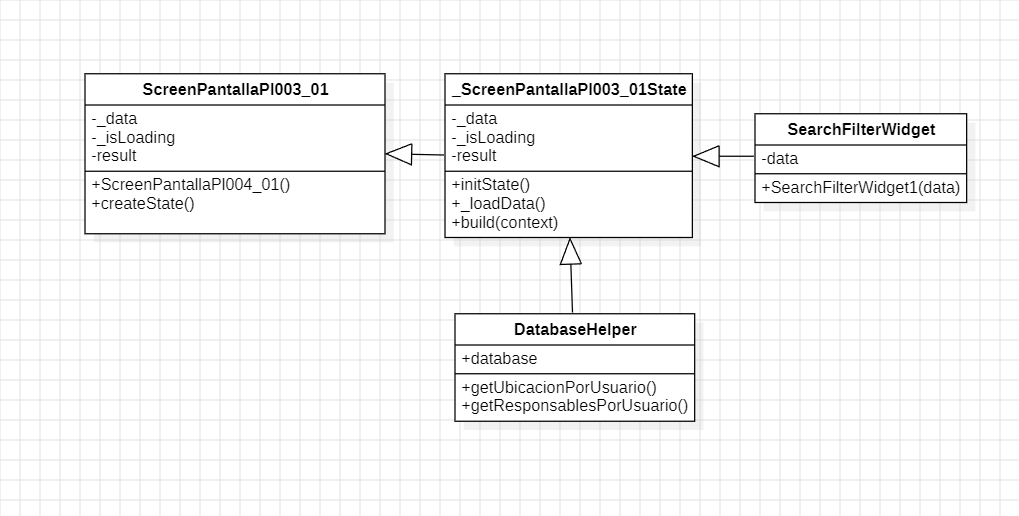 ScreenPantallaPI003_01
-_data
-_isLoading
-result
+ScreenPantallaPI004_01()
+createState()
_ScreenPantallaPI003_01State
-_data
-_isLoading
-result
+initState()
+_loadData()
+build(context)
SearchFilterWidget
-data
+SearchFilterWidget1(data)
DatabaseHelper
+database
+getUbicacionPorUsuario()
+getResponsablesPorUsuario()